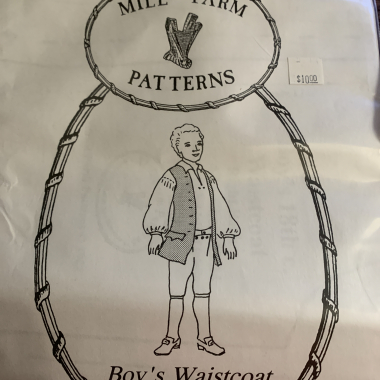 MILL FARM
PATTERNS
$10.00
Boy's Waistcoat